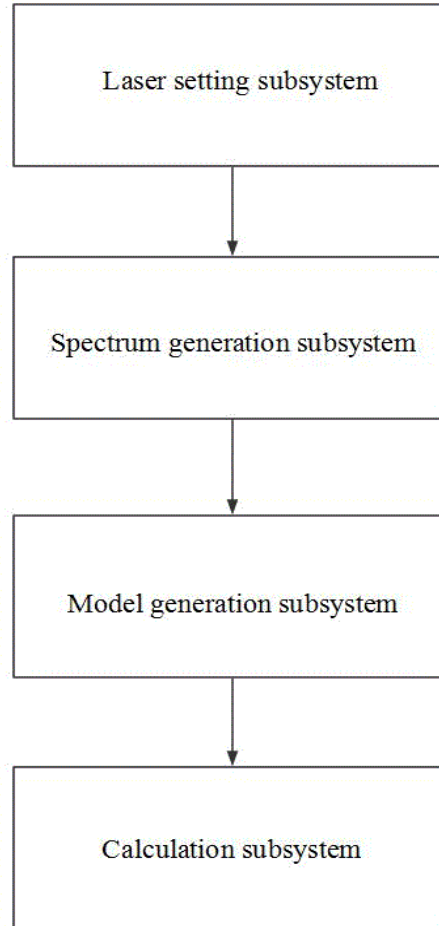 Laser setting subsystem
Spectrum generation subsystem
Model generation subsystem
Calculation subsystem